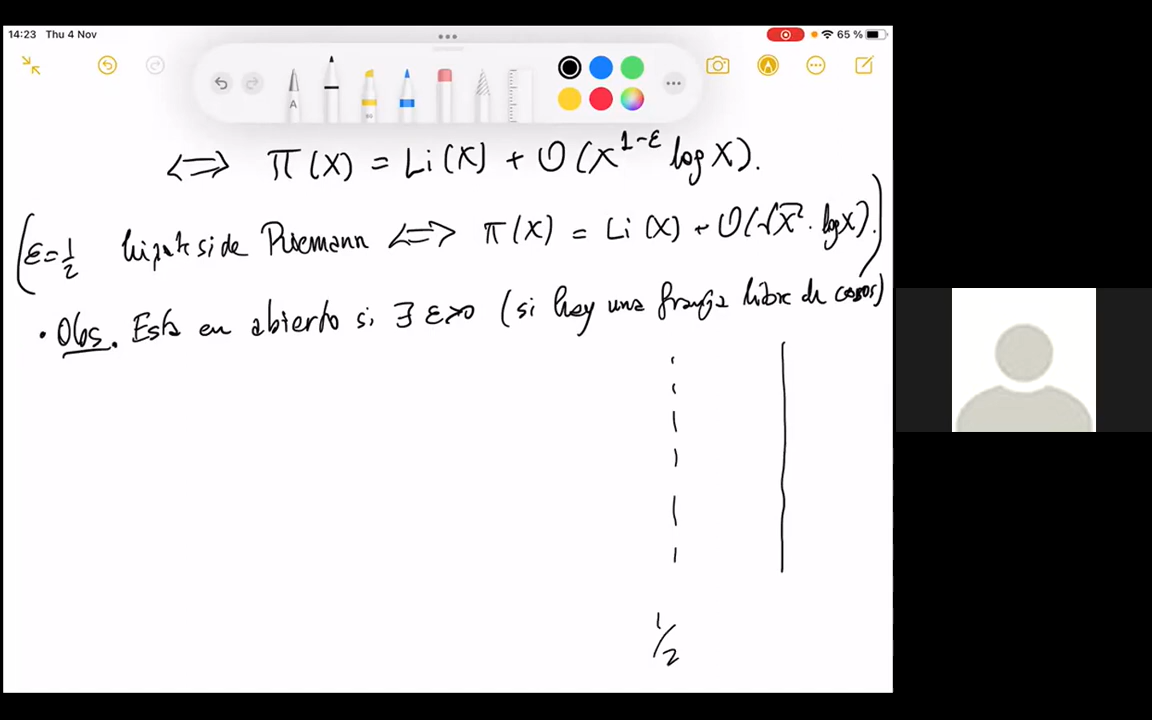 14:23 Thu 4 Nov
65 %
A
⟺ π(x) = Li(x) + O(x^{1-ε} log x).
(ε=1/2 hipótesis de Riemann ⟺ π(x) = Li(x) + O(√x · log x).)
• Obs. Está en abierto si ∃ ε>0 (si hay una franja libre de ceros)
1/2